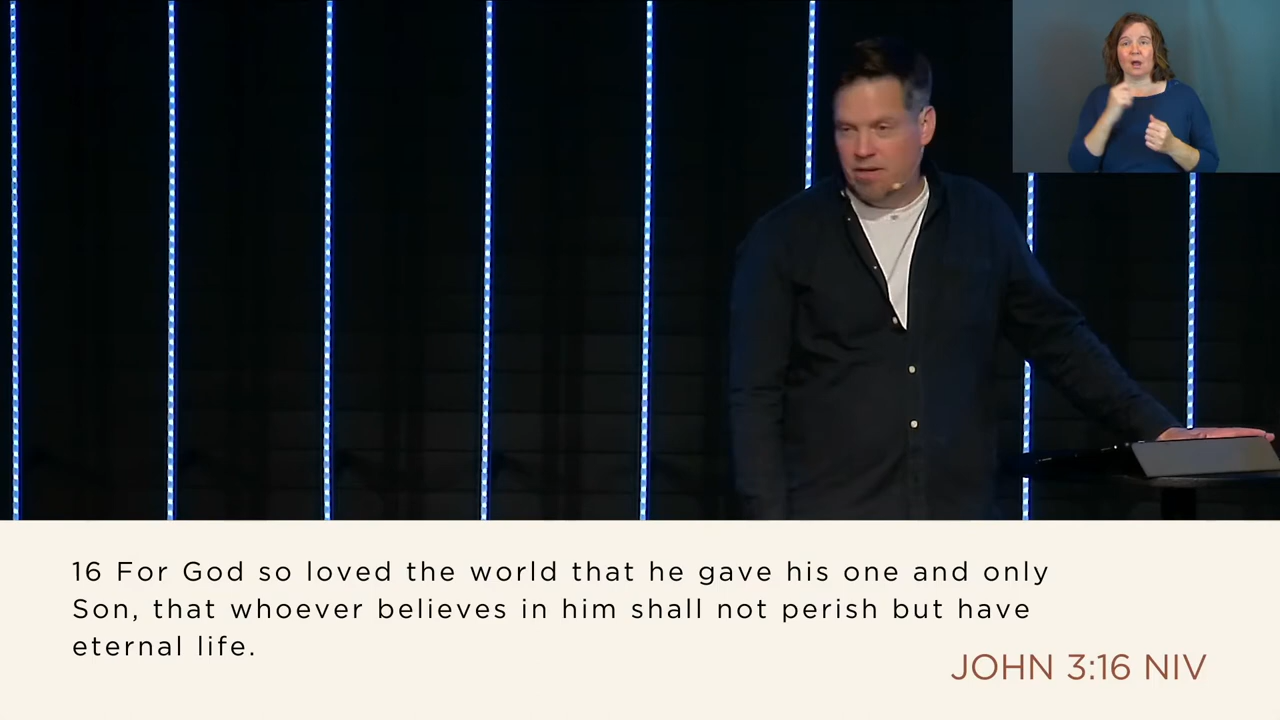 16 For God so loved the world that he gave his one and only
Son, that whoever believes in him shall not perish but have
eternal life.
JOHN 3:16 NIV